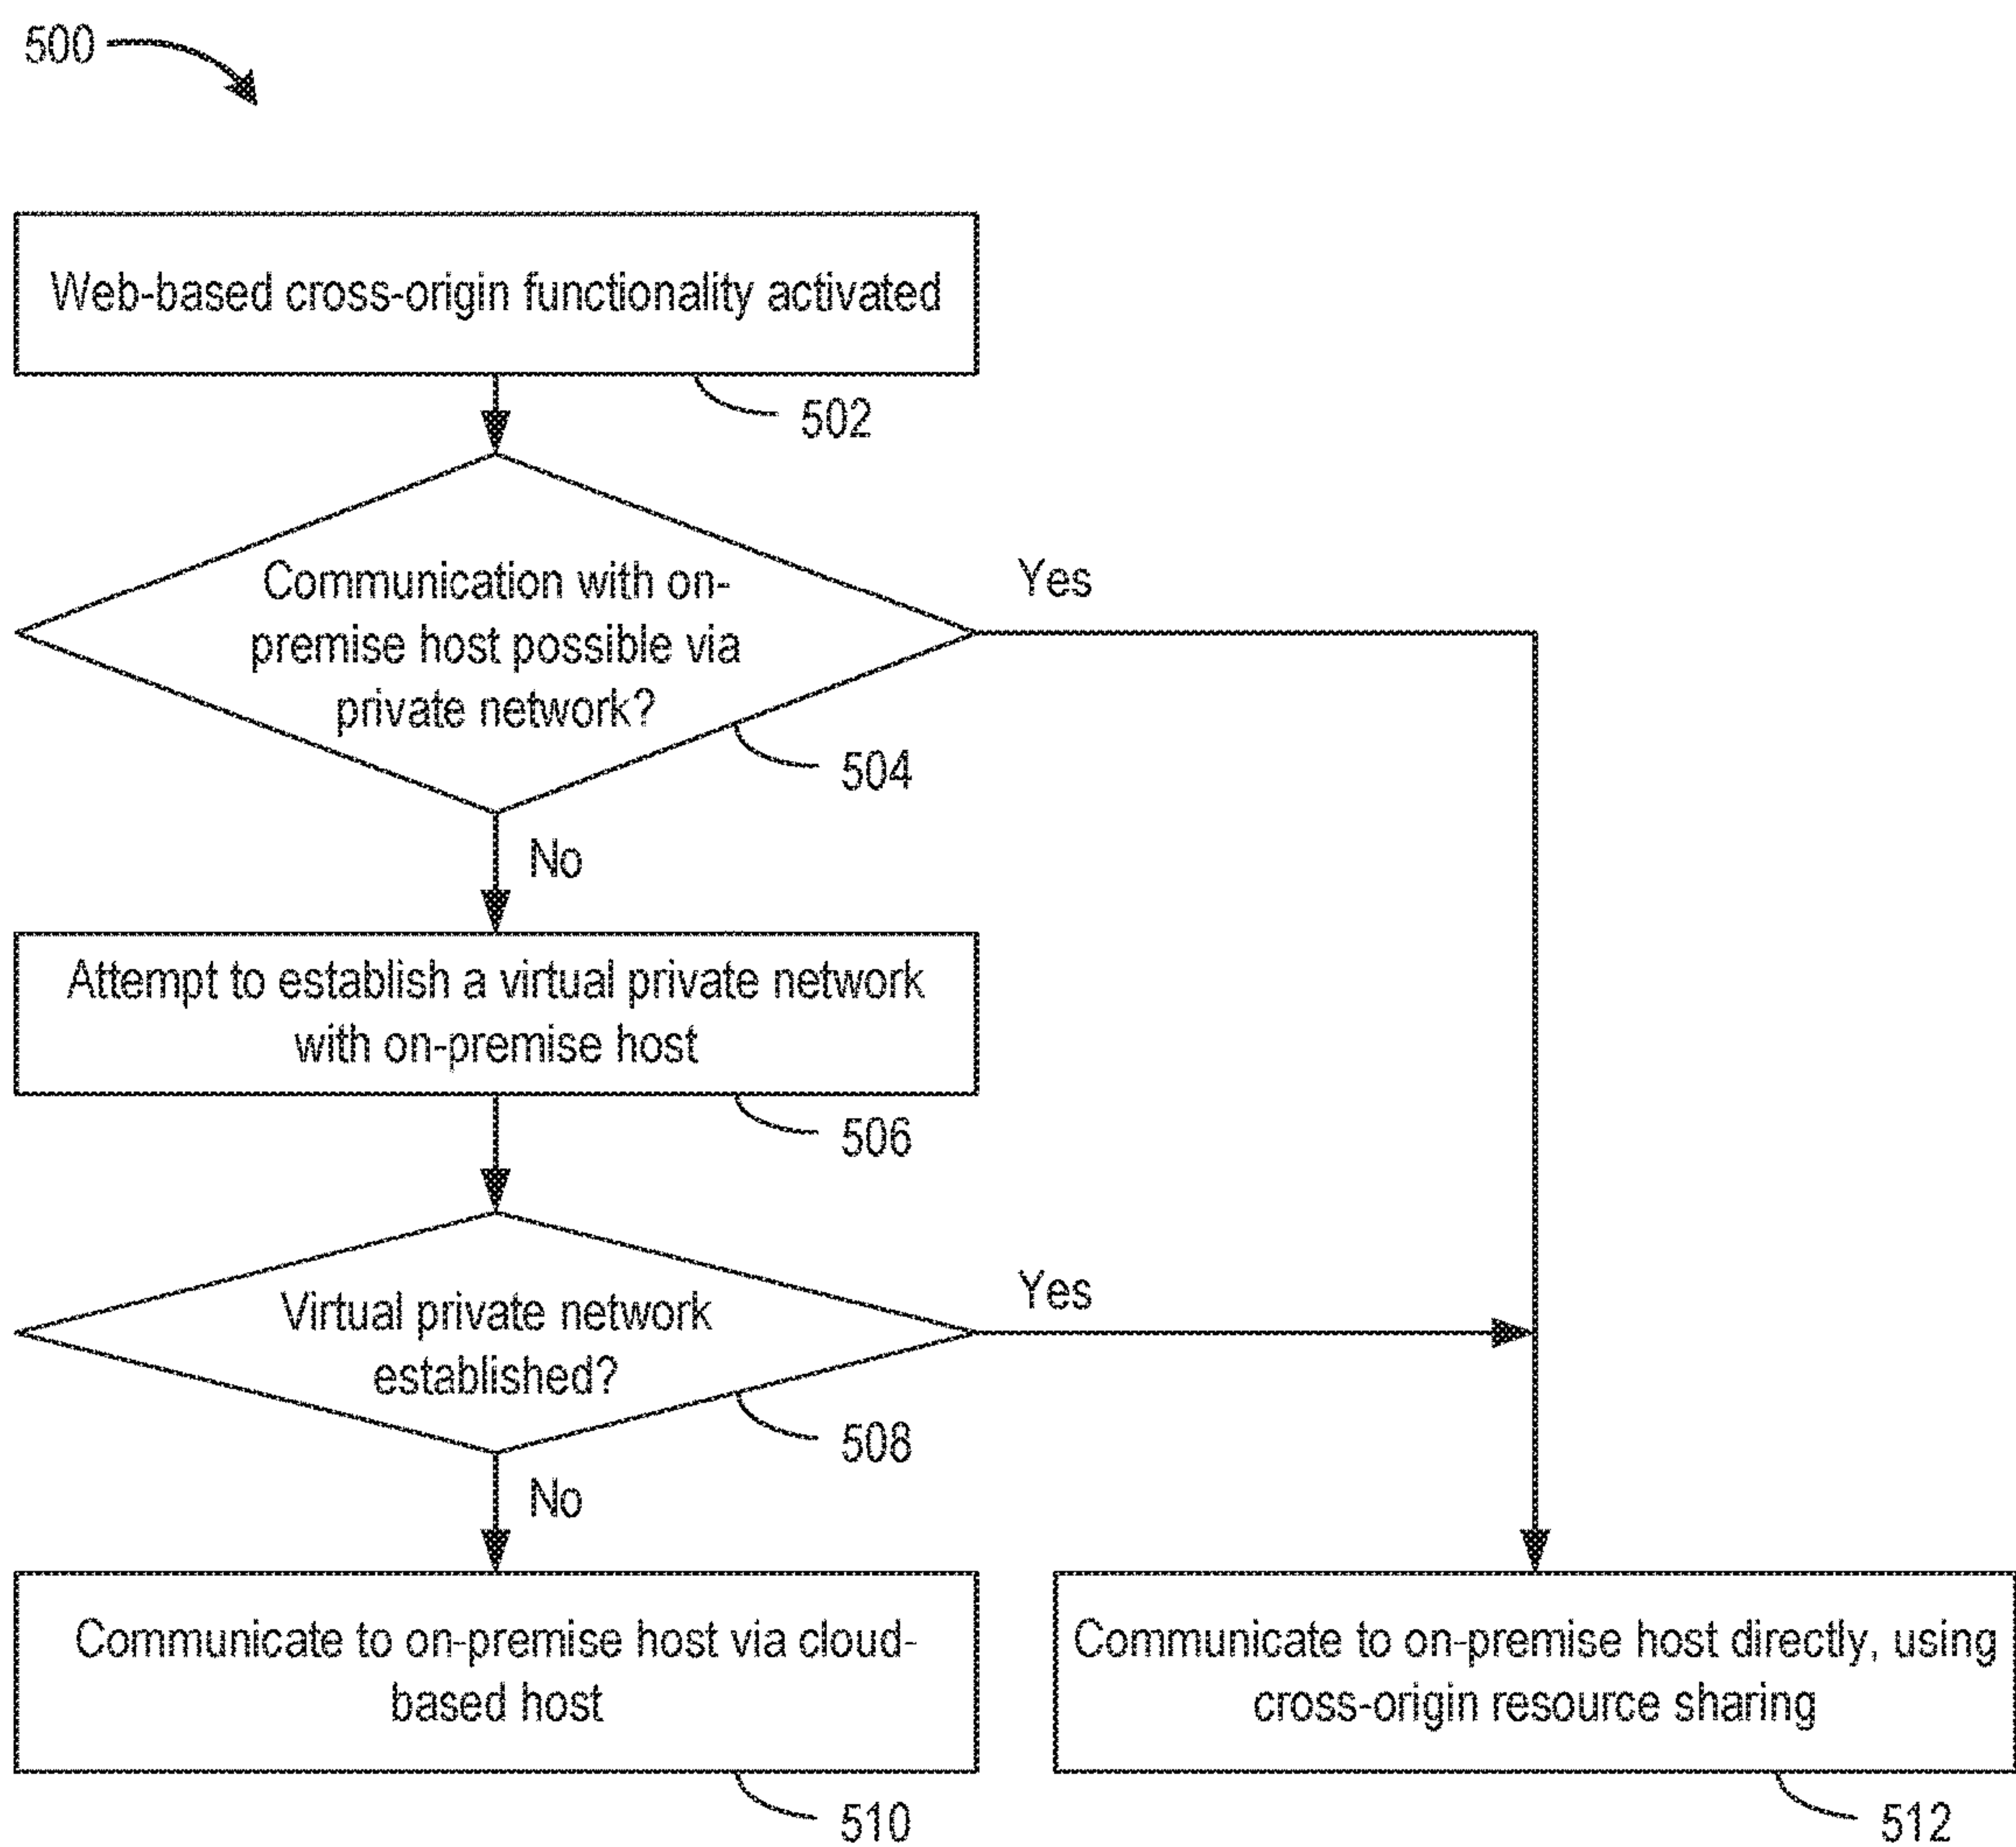 500
Web-based cross-origin functionality activated
502
Communication with on-
premise host possible via
private network?
504
Yes
No
Attempt to establish a virtual private network
with on-premise host
506
Virtual private network
established?
508
Yes
No
Communicate to on-premise host via cloud-
based host
510
Communicate to on-premise host directly, using
cross-origin resource sharing
512